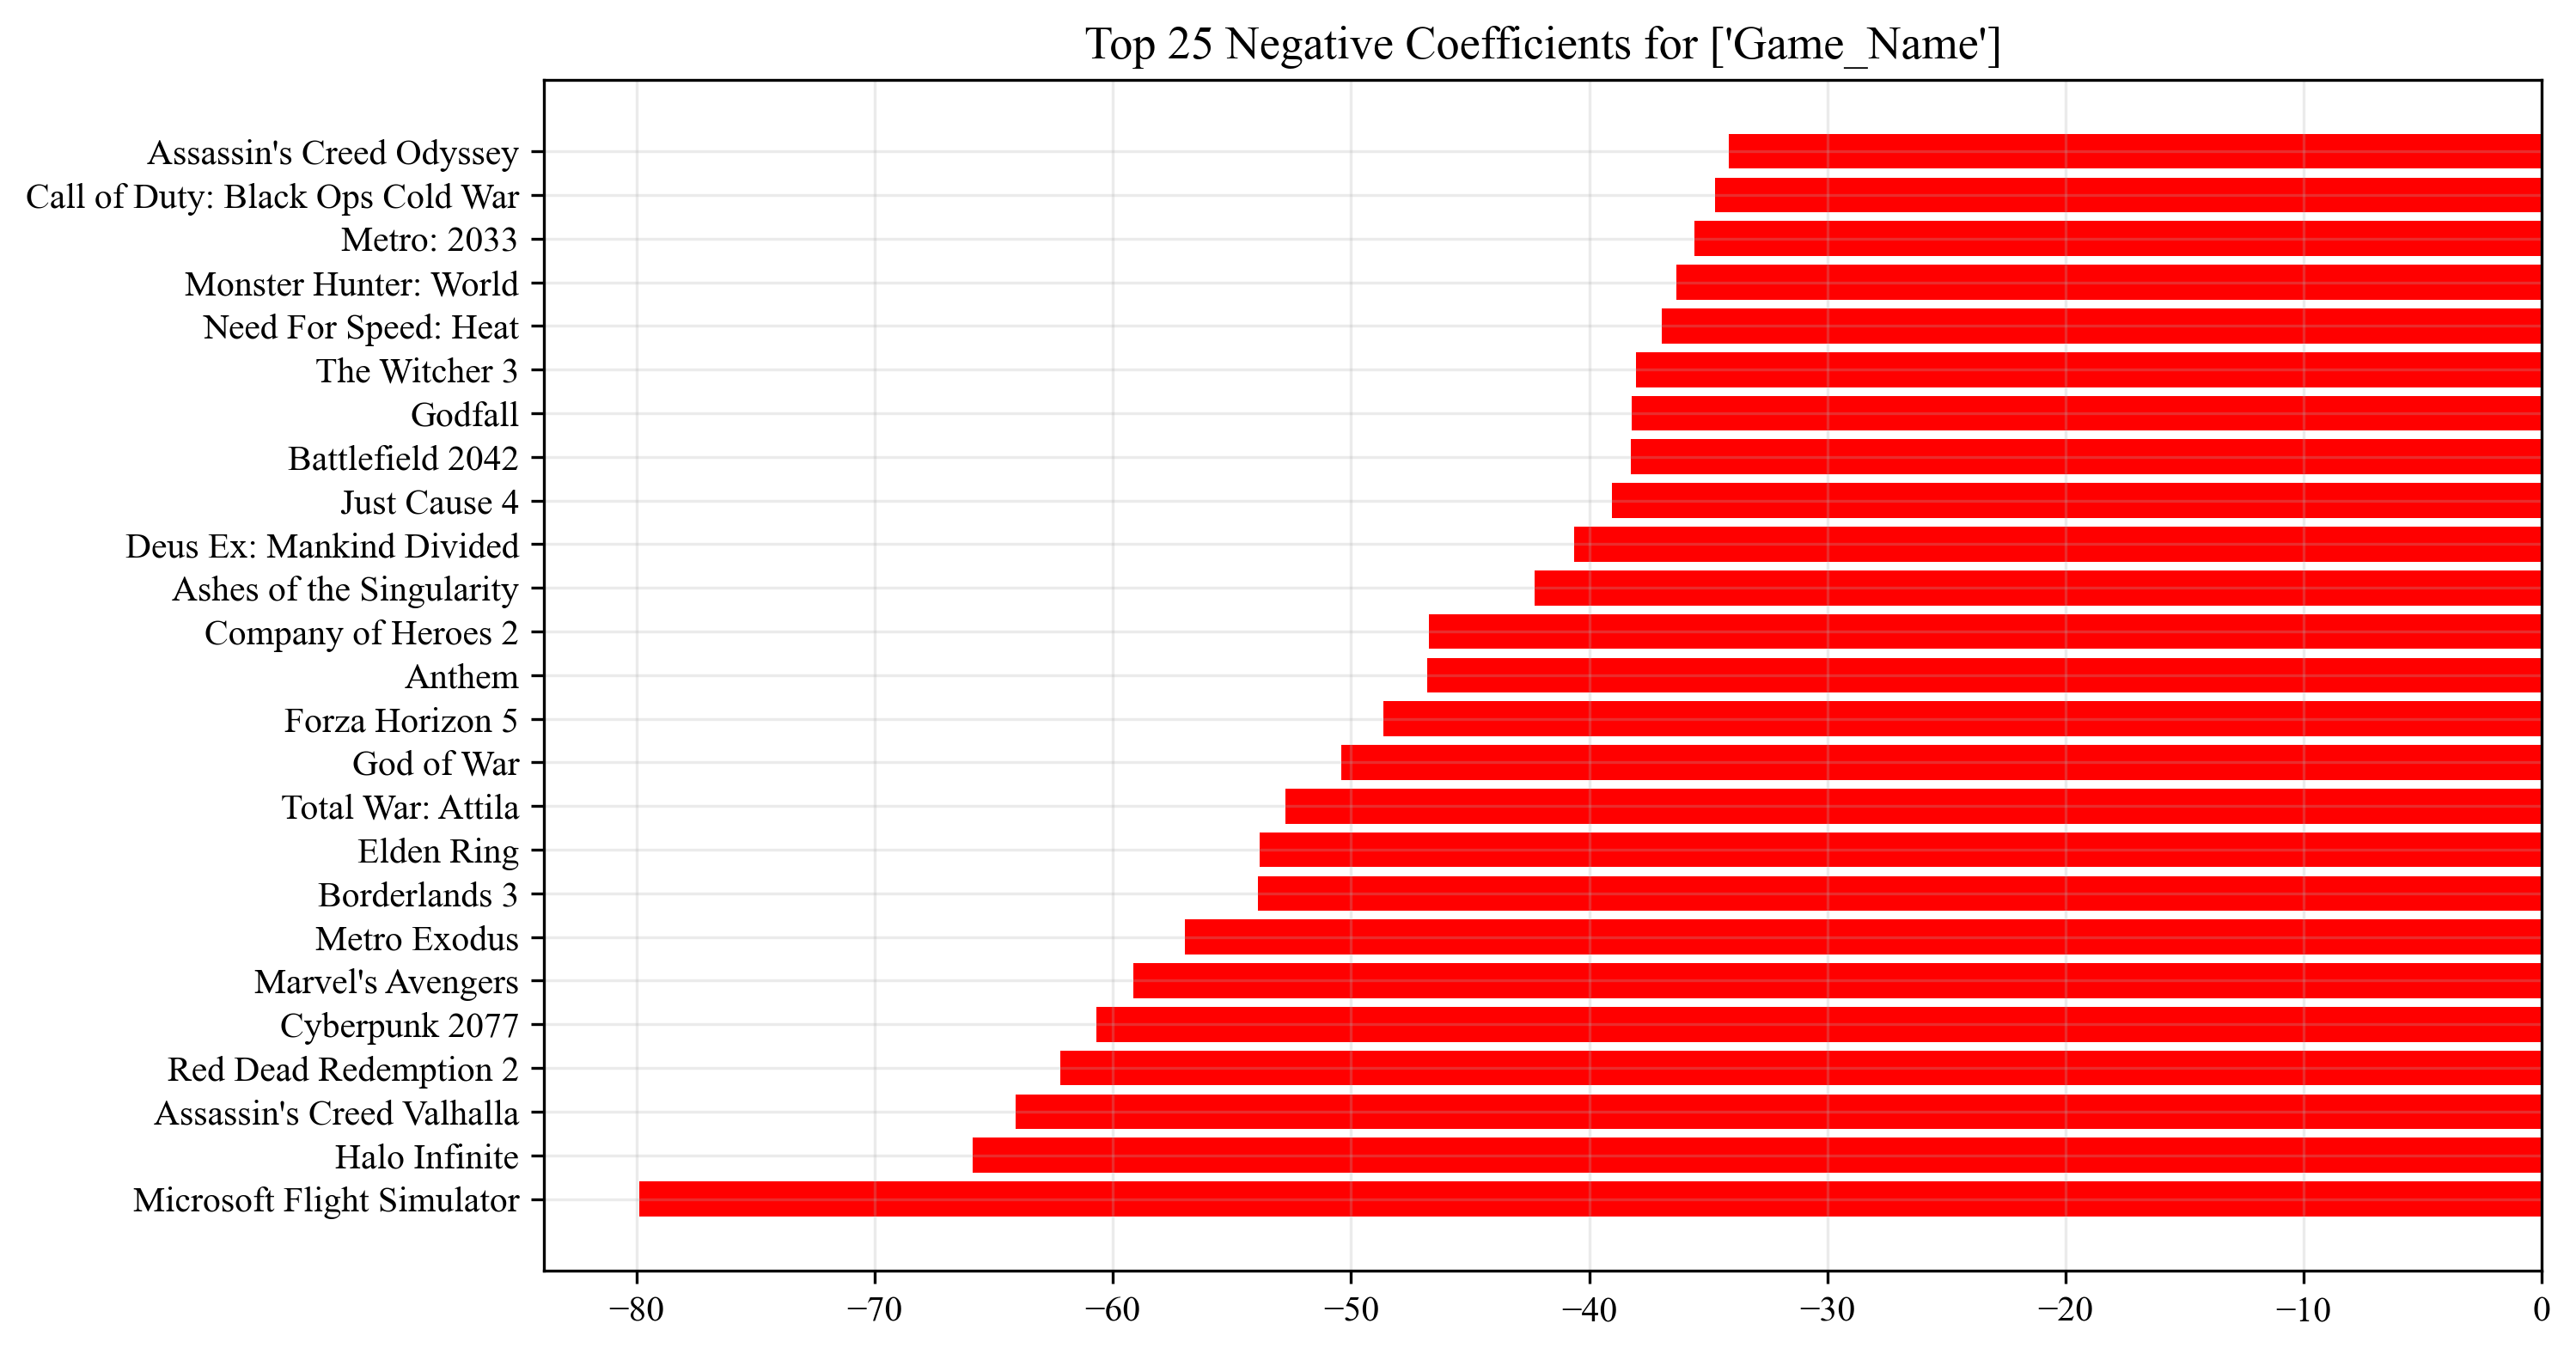 Top 25 Negative Coefficients for ['Game_Name']
Assassin's Creed Odyssey
Call of Duty: Black Ops Cold War
Metro: 2033
Monster Hunter: World
Need For Speed: Heat
The Witcher 3
Godfall
Battlefield 2042
Just Cause 4
Deus Ex: Mankind Divided
Ashes of the Singularity
Company of Heroes 2
Anthem
Forza Horizon 5
God of War
Total War: Attila
Elden Ring
Borderlands 3
Metro Exodus
Marvel's Avengers
Cyberpunk 2077
Red Dead Redemption 2
Assassin's Creed Valhalla
Halo Infinite
Microsoft Flight Simulator
−80 −70 −60 −50 −40 −30 −20 −10 0